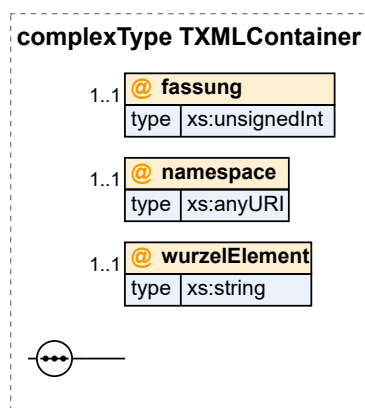 complexType TXMLContainer
1..1 @ fassung
type xs:unsignedInt
1..1 @ namespace
type xs:anyURI
1..1 @ wurzelElement
type xs:string